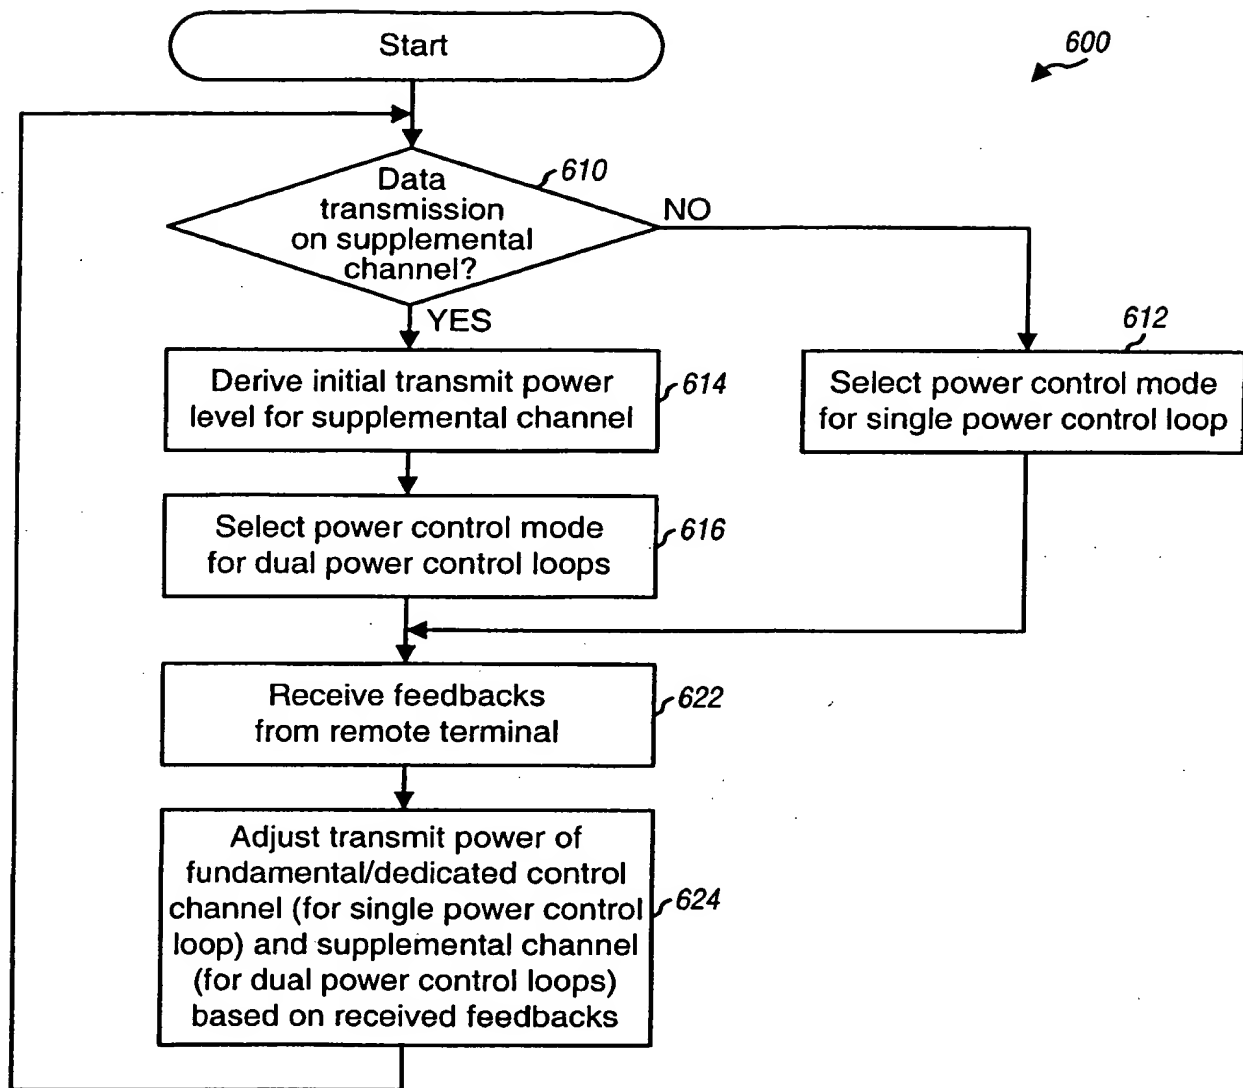 Start
600
610
Data
transmission
on supplemental
channel?
NO
YES
612
Derive initial transmit power
level for supplemental channel
614
Select power control mode
for single power control loop
Select power control mode
for dual power control loops
616
Receive feedbacks
from remote terminal
622
Adjust transmit power of
fundamental/dedicated control
channel (for single power control
loop) and supplemental channel
(for dual power control loops)
based on received feedbacks
624